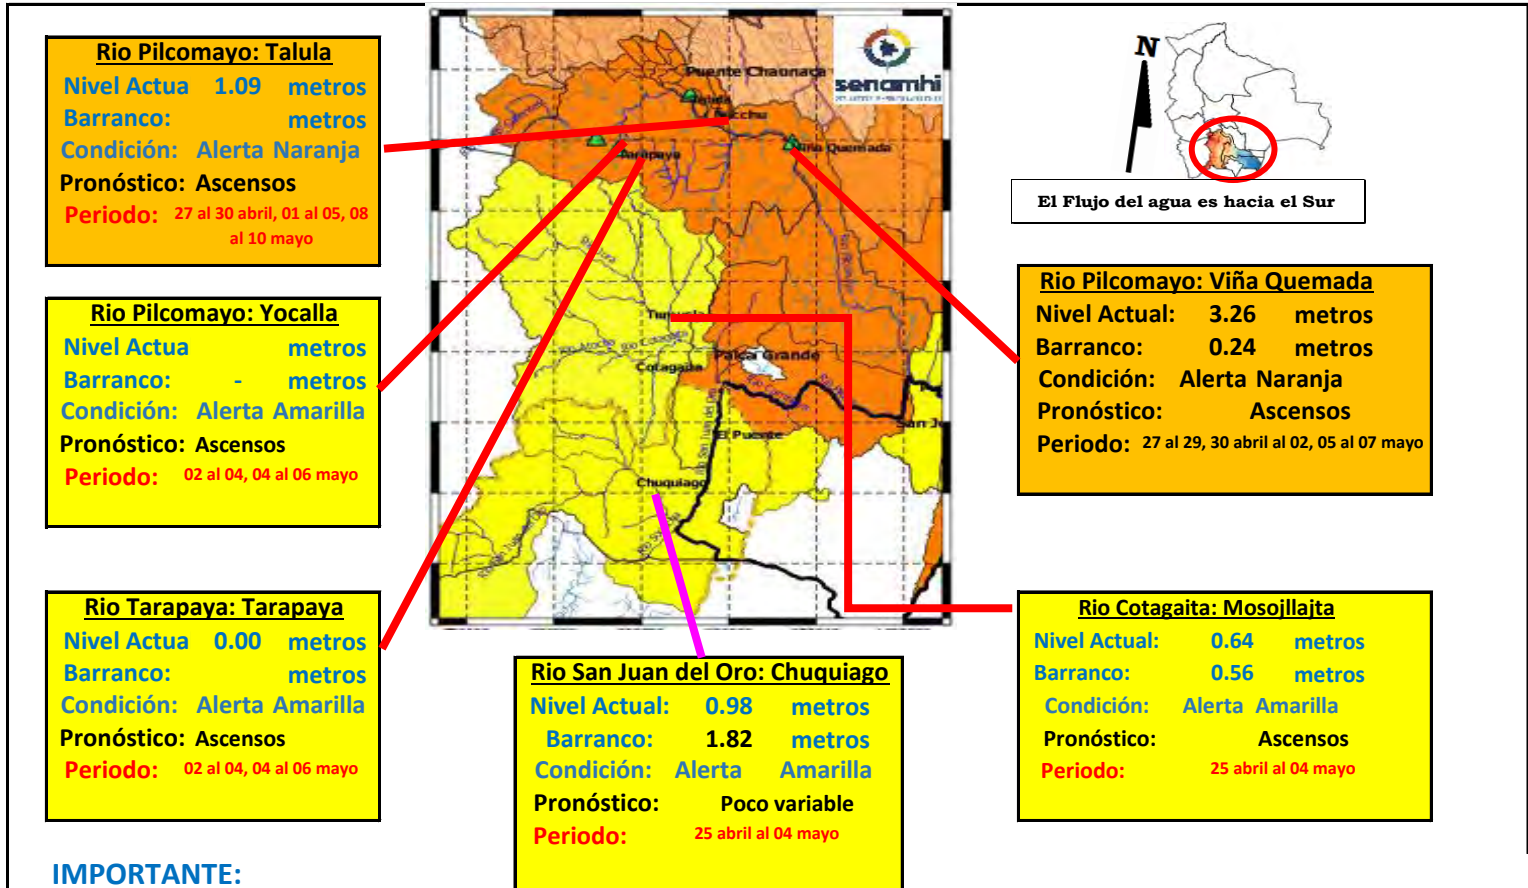 Rio Pilcomayo: Talula
Nivel Actua 1.09 metros
Barranco: metros
Condición: Alerta Naranja
Pronóstico: Ascensos
Periodo: 27 al 30 abril, 01 al 05, 08
al 10 mayo
Rio Pilcomayo: Yocalla
Nivel Actua metros
Barranco: - metros
Condición: Alerta Amarilla
Pronóstico: Ascensos
Periodo: 02 al 04, 04 al 06 mayo
Rio Tarapaya: Tarapaya
Nivel Actua 0.00 metros
Barranco: metros
Condición: Alerta Amarilla
Pronóstico: Ascensos
Periodo: 02 al 04, 04 al 06 mayo
IMPORTANTE:
senamhi
Puente Chaunaca
Viña Quemada
Tarapaya
Palca Grande
Cotagaita
El Puente
Chuquiago
Rio San Juan del Oro
Rio Cotagaita
N
El Flujo del agua es hacia el Sur
Rio Pilcomayo: Viña Quemada
Nivel Actual: 3.26 metros
Barranco: 0.24 metros
Condición: Alerta Naranja
Pronóstico: Ascensos
Periodo: 27 al 29, 30 abril al 02, 05 al 07 mayo
Rio San Juan del Oro: Chuquiago
Nivel Actual: 0.98 metros
Barranco: 1.82 metros
Condición: Alerta Amarilla
Pronóstico: Poco variable
Periodo: 25 abril al 04 mayo
Rio Cotagaita: Mosojllajta
Nivel Actual: 0.64 metros
Barranco: 0.56 metros
Condición: Alerta Amarilla
Pronóstico: Ascensos
Periodo: 25 abril al 04 mayo